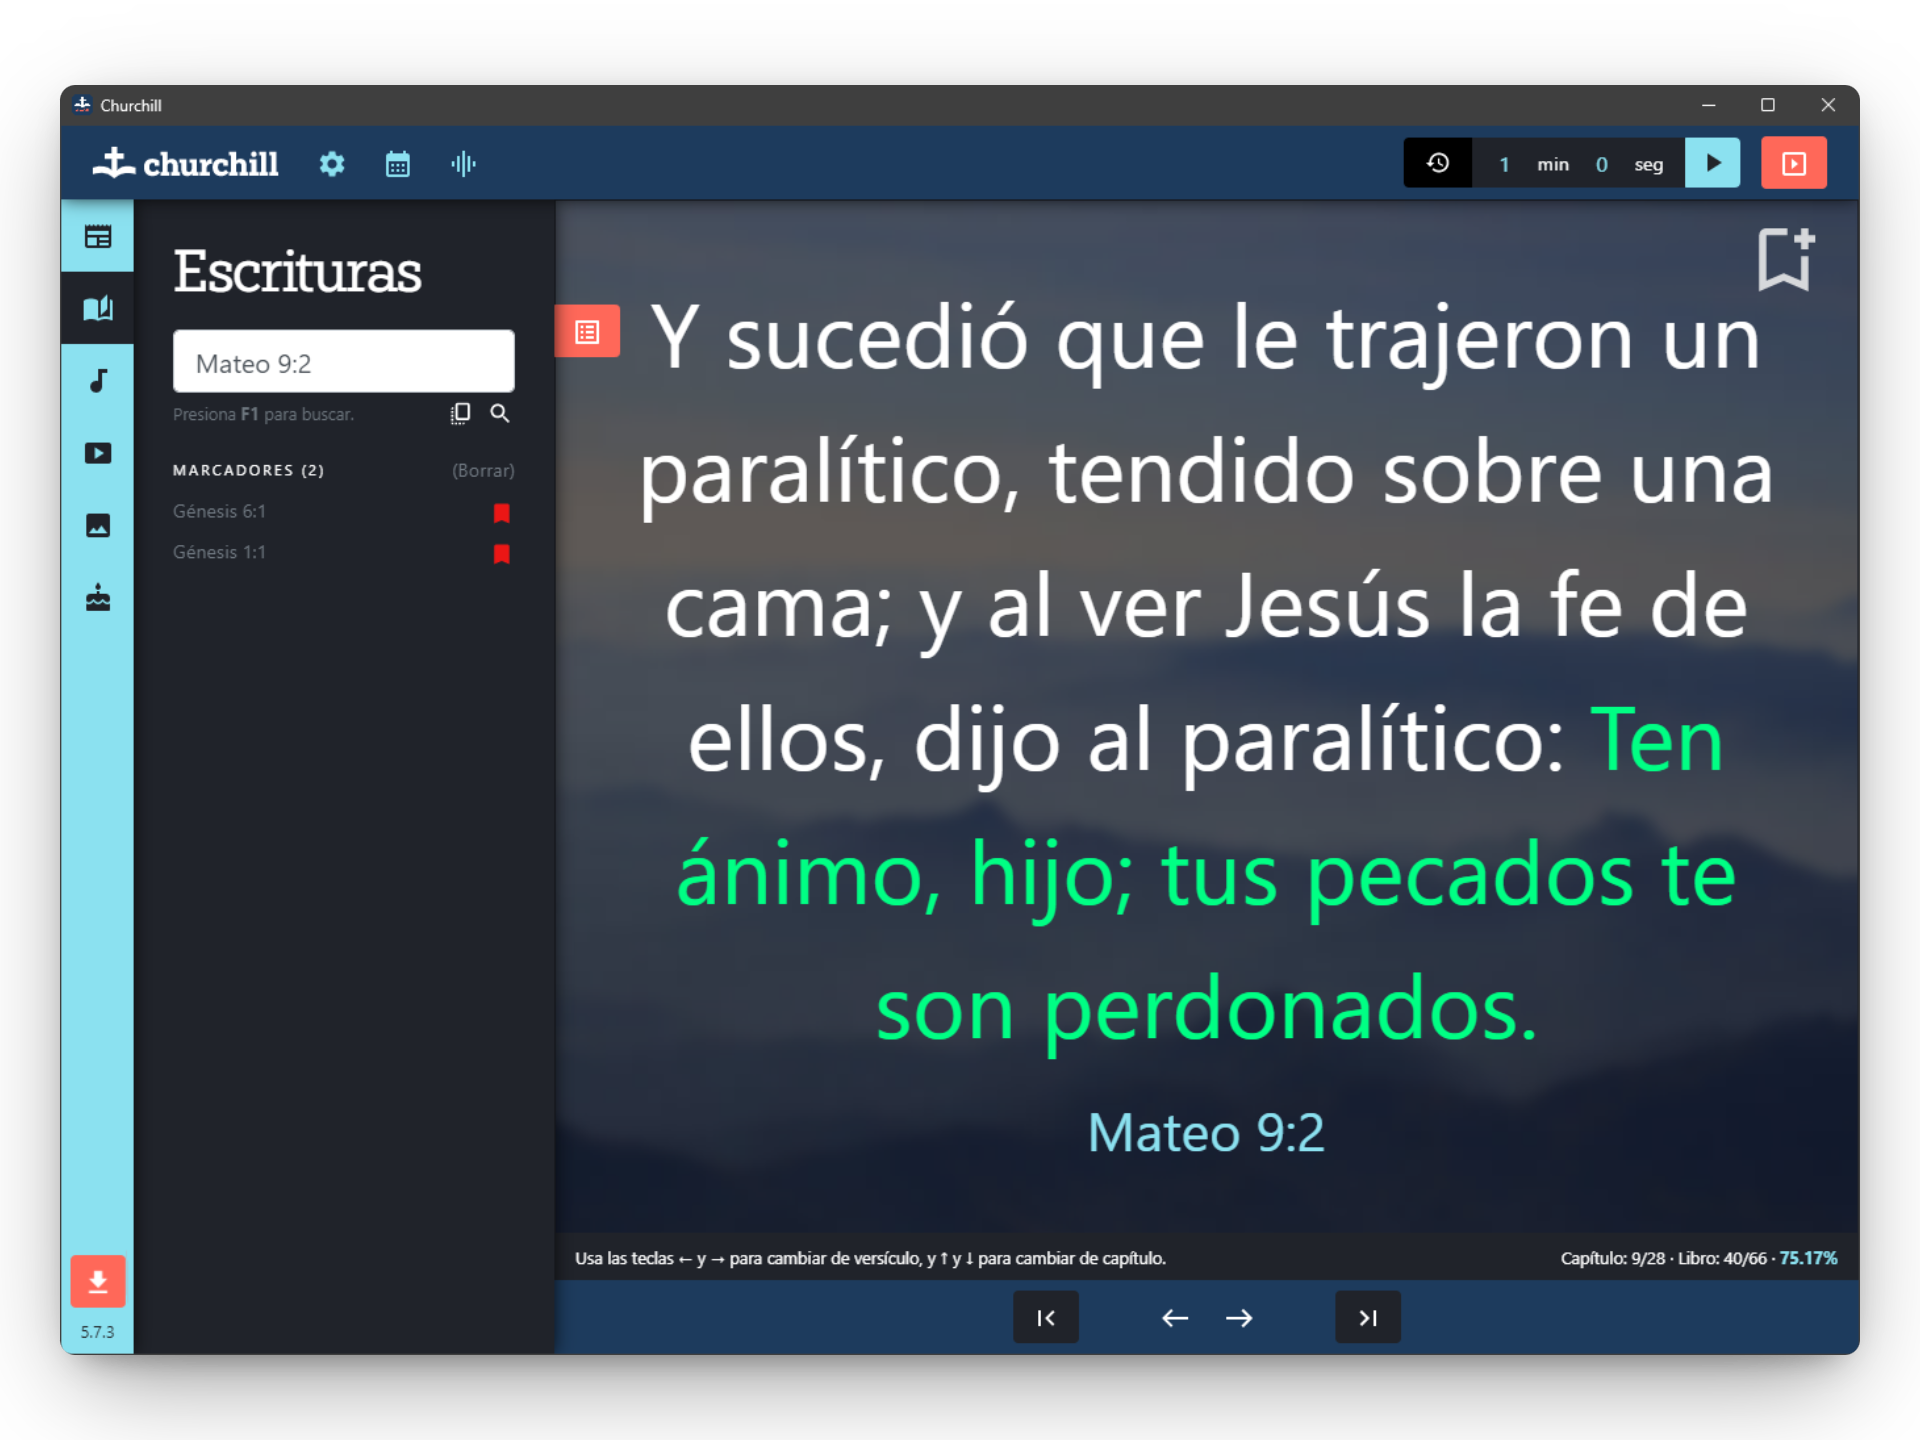 Churchill
churchill
1 min 0 seg
Escrituras
Mateo 9:2
Presiona F1 para buscar.
MARCADORES (2) (Borrar)
Génesis 6:1
Génesis 1:1
5.7.3
Y sucedió que le trajeron un
paralítico, tendido sobre una
cama; y al ver Jesús la fe de
ellos, dijo al paralítico: Ten
ánimo, hijo; tus pecados te
son perdonados.
Mateo 9:2
Usa las teclas ← y → para cambiar de versículo, y ↑ y ↓ para cambiar de capítulo.
Capítulo: 9/28 · Libro: 40/66 · 75.17%